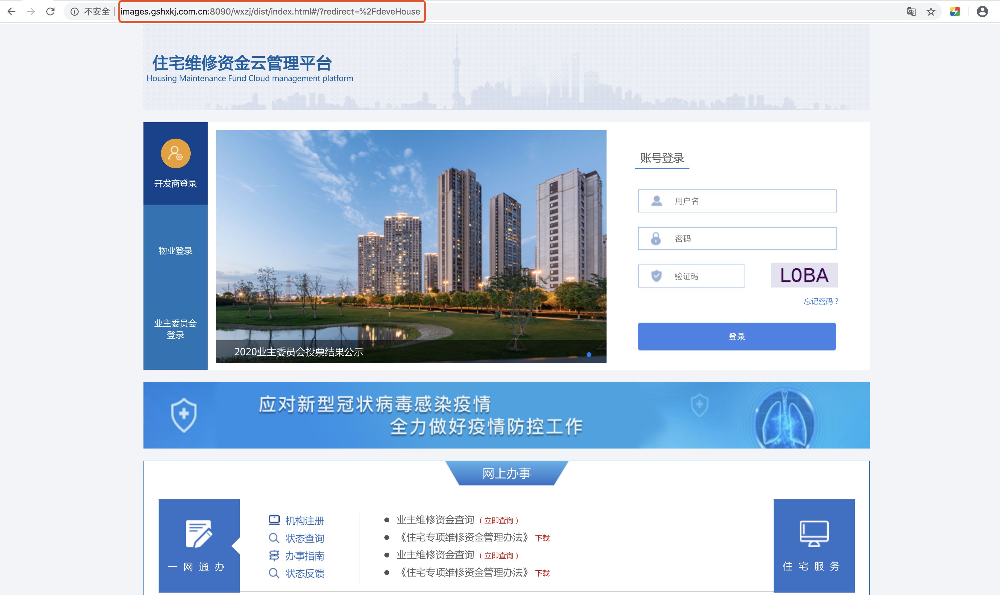 不安全
images.gshxkj.com.cn:8090/wxzj/dist/index.html#/?redirect=%2FdeveHouse
住宅维修资金云管理平台
Housing Maintenance Fund Cloud management platform
开发商登录
物业登录
业主委员会
登录
2020业主委员会投票结果公示
账号登录
用户名
密码
验证码
LOBA
忘记密码？
登录
应对新型冠状病毒感染疫情
全力做好疫情防控工作
网上办事
一网通办
机构注册
状态查询
办事指南
状态反馈
业主维修资金查询（立即查询）
《住宅专项维修资金管理办法》下载
业主维修资金查询（立即查询）
《住宅专项维修资金管理办法》下载
住宅服务